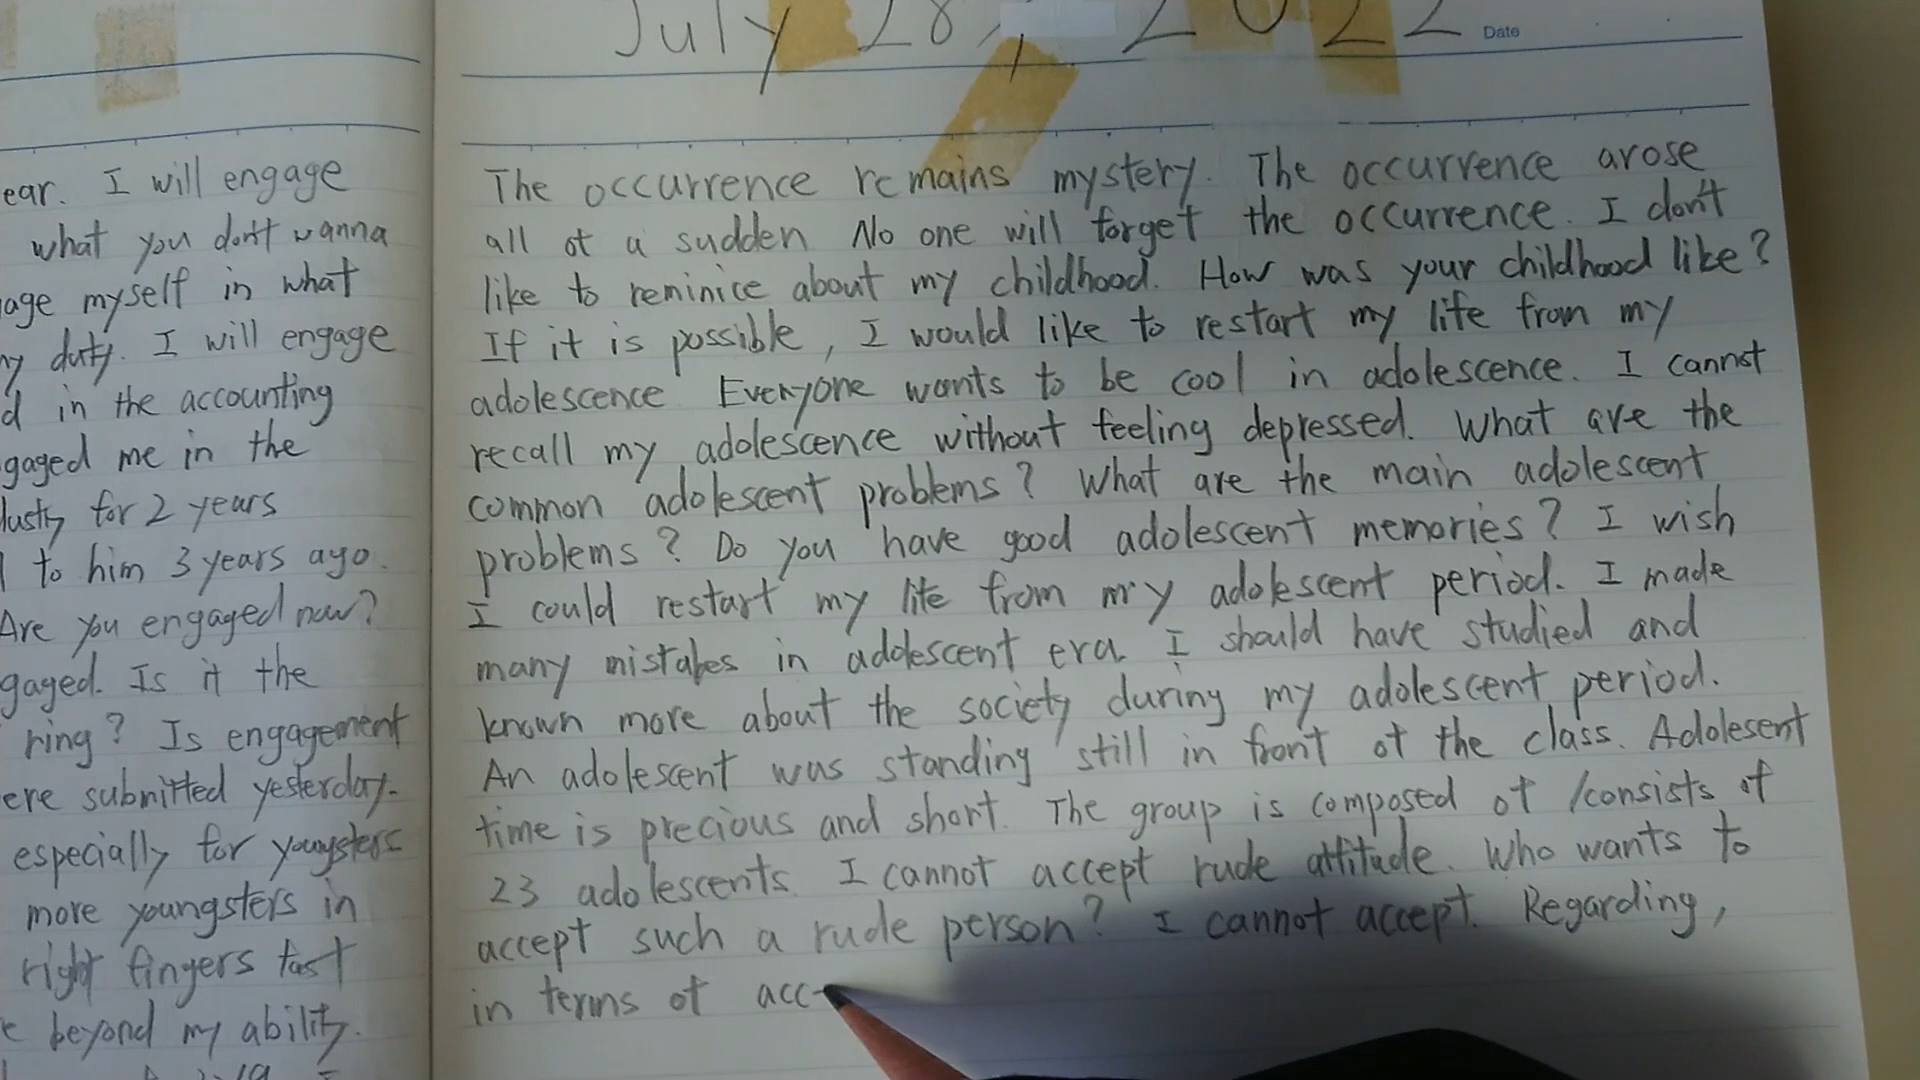 July 28, 2022
Date
ear. I will engage
what you don't wanna
age myself in what
my duty. I will engage
d in the accounting
gaged me in the
dusty for 2 years
l to him 3 years ago.
Are you engaged now?
gaged. Is it the
ring? Is engagement
ere submitted yesterday.
especially for youngsters
more youngsters in
right fingers fast
e beyond my ability.
The occurrence remains mystery. The occurrence arose
all of a sudden. No one will forget the occurrence. I don't
like to reminice about my childhood. How was your childhood like?
If it is possible, I would like to restart my life from my
adolescence. Everyone wants to be cool in adolescence. I cannot
recall my adolescence without feeling depressed. What are the
common adolescent problems? What are the main adolescent
problems? Do you have good adolescent memories? I wish
I could restart my life from my adolescent period. I made
many mistakes in adolescent era. I should have studied and
known more about the society during my adolescent period.
An adolescent was standing still in front of the class. Adolesent
time is precious and short. The group is composed of /consists of
23 adolescents. I cannot accept rude attitude. Who wants to
accept such a rude person? I cannot accept. Regarding,
in terms of acc